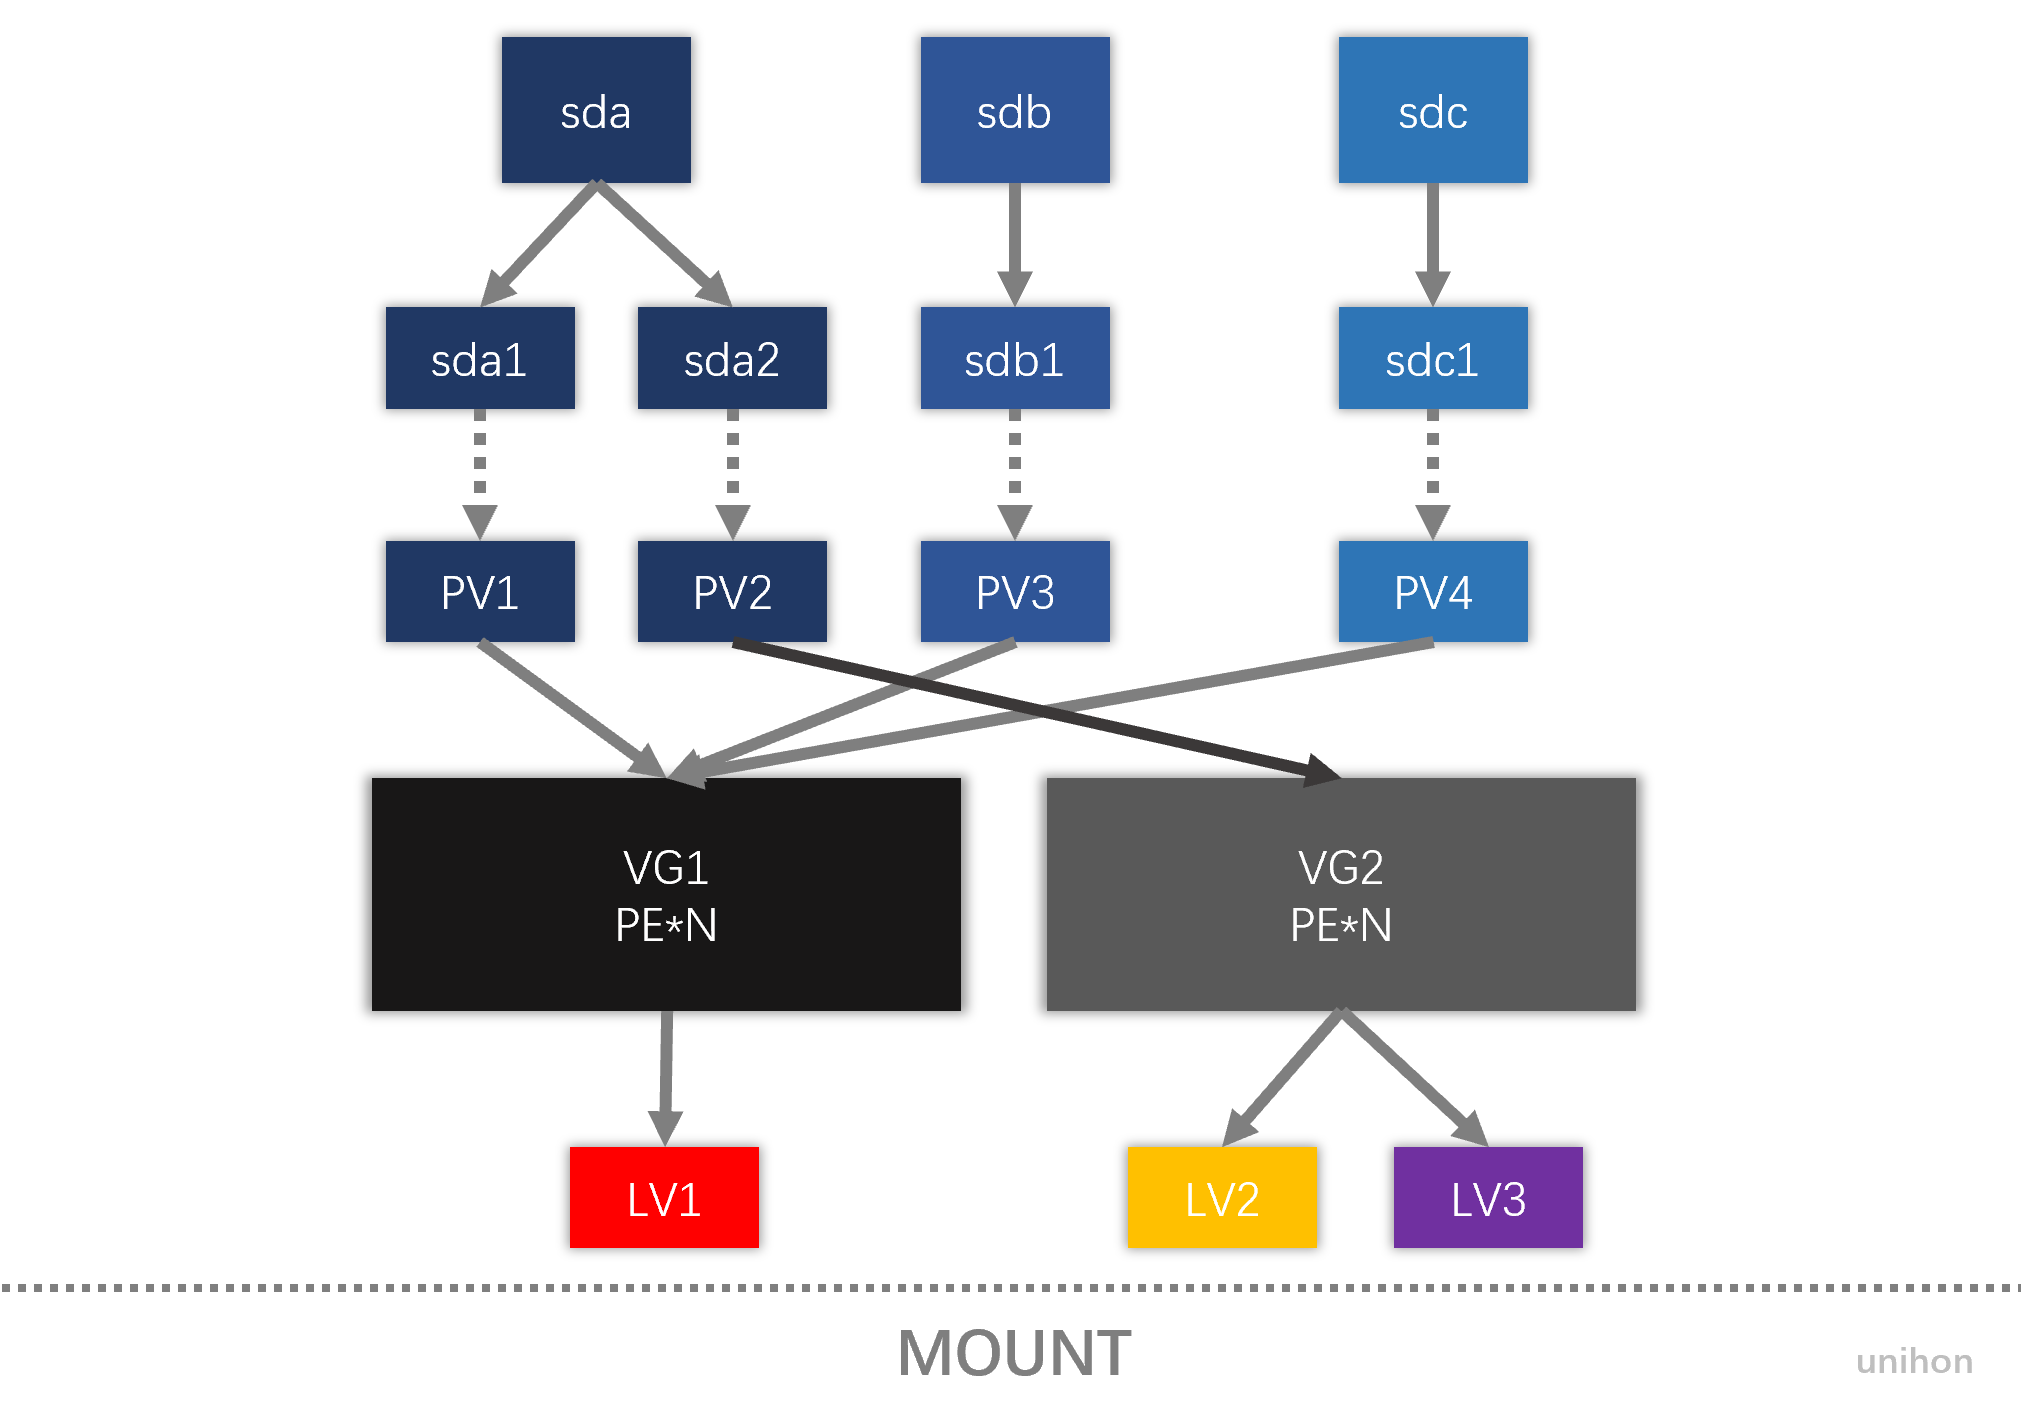 sda
sdb
sdc
sda1
sda2
sdb1
sdc1
PV1
PV2
PV3
PV4
VG1
PE*N
VG2
PE*N
LV1
LV2
LV3
MOUNT
unihon